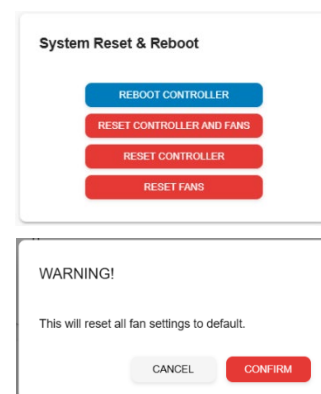 System Reset & Reboot
REBOOT CONTROLLER
RESET CONTROLLER AND FANS
RESET CONTROLLER
RESET FANS
WARNING!
This will reset all fan settings to default.
CANCEL CONFIRM